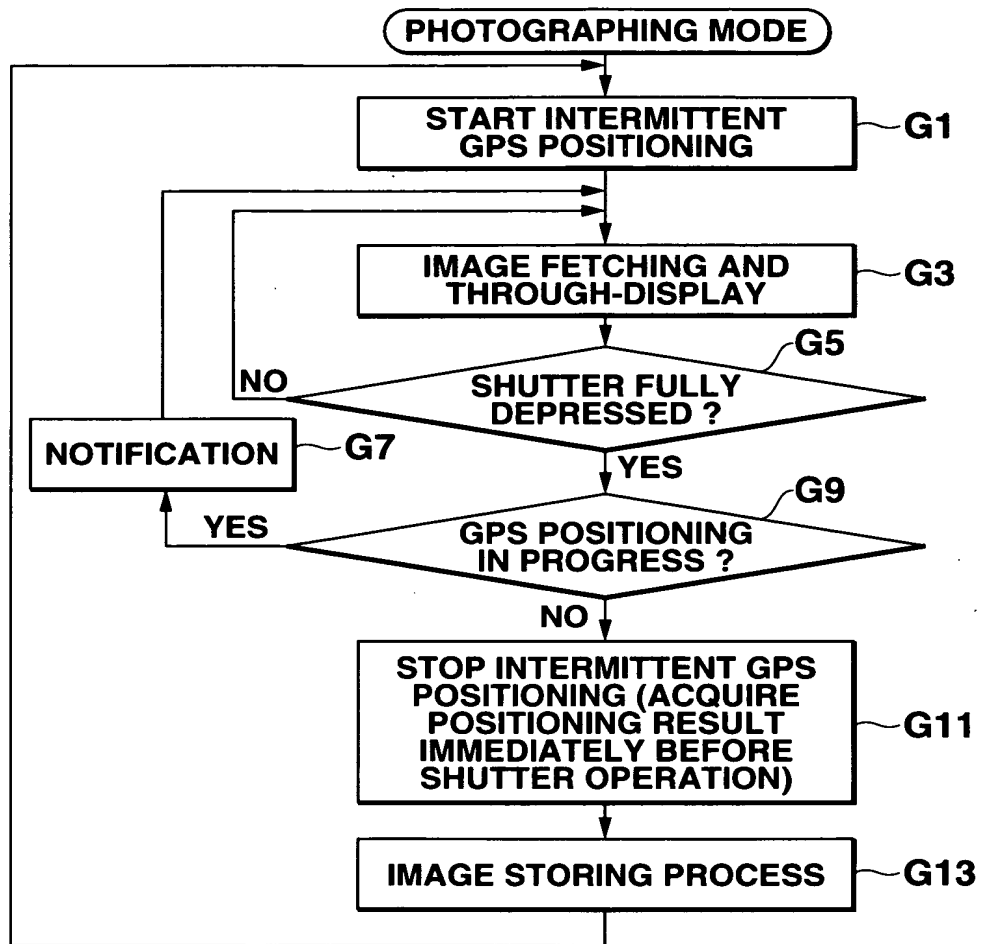 PHOTOGRAPHING MODE
START INTERMITTENT
GPS POSITIONING
G1
IMAGE FETCHING AND
THROUGH-DISPLAY
G3
G5
NO
SHUTTER FULLY
DEPRESSED ?
NOTIFICATION
G7
YES
G9
YES
GPS POSITIONING
IN PROGRESS ?
NO
STOP INTERMITTENT GPS
POSITIONING (ACQUIRE
POSITIONING RESULT
IMMEDIATELY BEFORE
SHUTTER OPERATION)
G11
IMAGE STORING PROCESS
G13